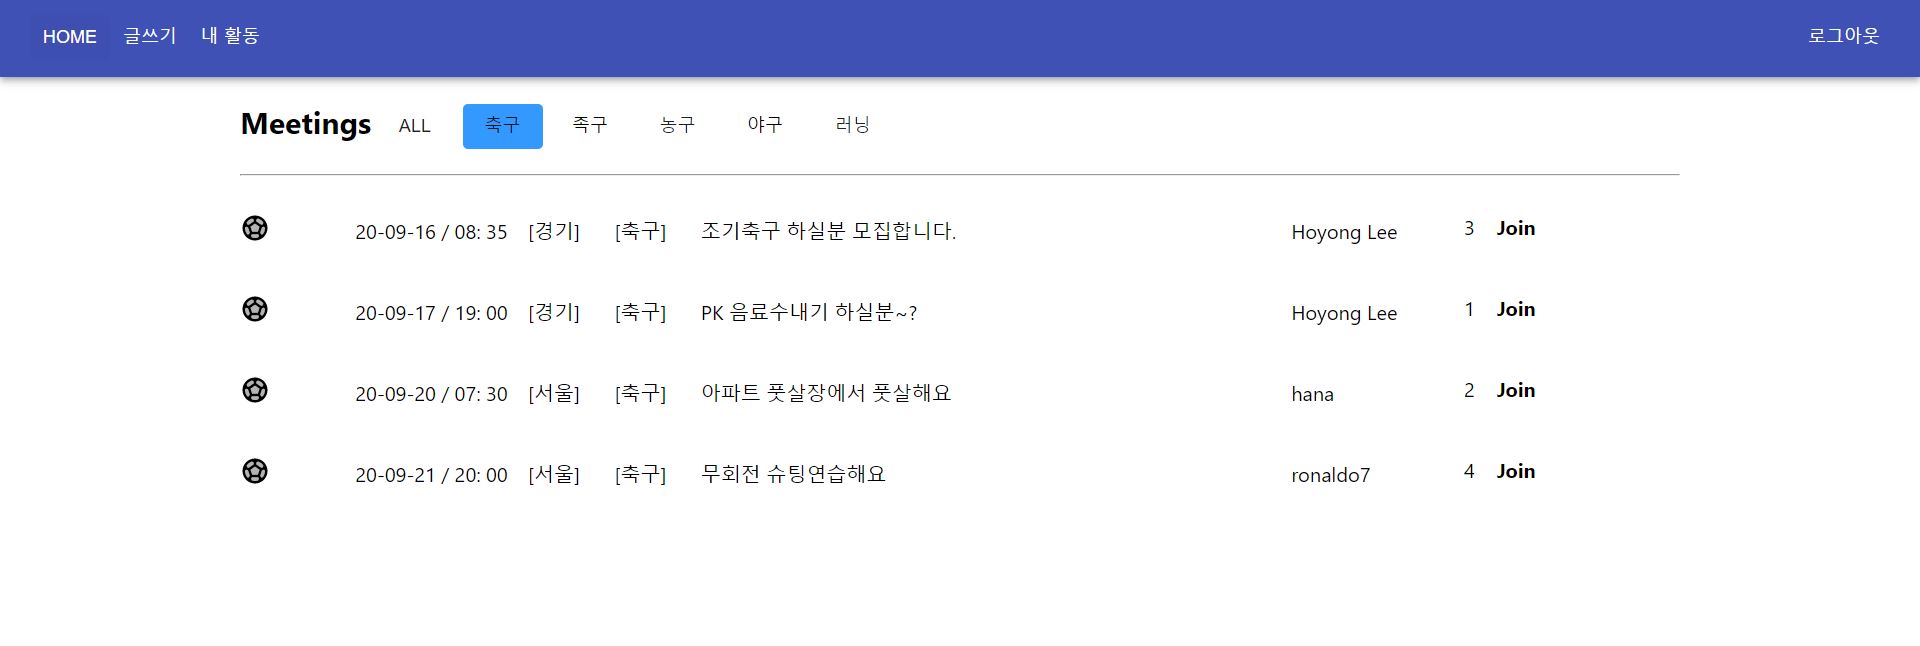 HOME 글쓰기 내 활동 로그아웃
Meetings ALL 축구 족구 농구 야구 러닝
20-09-16 / 08: 35 [경기] [축구] 조기축구 하실분 모집합니다. Hoyong Lee 3 Join
20-09-17 / 19: 00 [경기] [축구] PK 음료수내기 하실분~? Hoyong Lee 1 Join
20-09-20 / 07: 30 [서울] [축구] 아파트 풋살장에서 풋살해요 hana 2 Join
20-09-21 / 20: 00 [서울] [축구] 무회전 슈팅연습해요 ronaldo7 4 Join